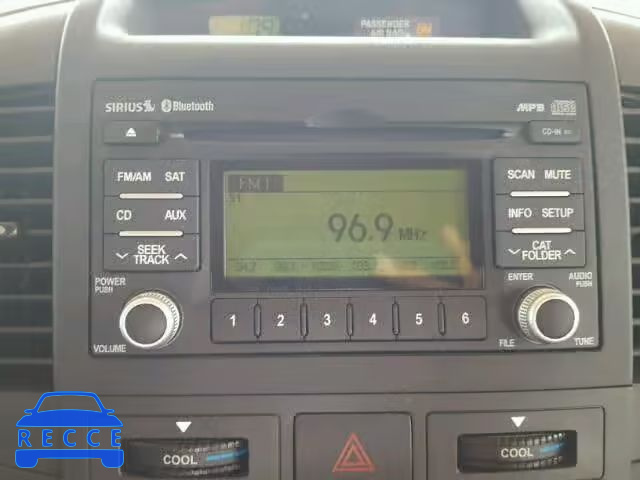 PASSENGER
AIR BAG
SIRIUS Bluetooth MP3
CD-IN
FM/AM SAT SCAN MUTE
CD AUX INFO SETUP
SEEK TRACK CAT FOLDER
FM1
96.9 MHz
POWER PUSH ENTER AUDIO PUSH
1 2 3 4 5 6
VOLUME FILE TUNE
RECCE
COOL COOL